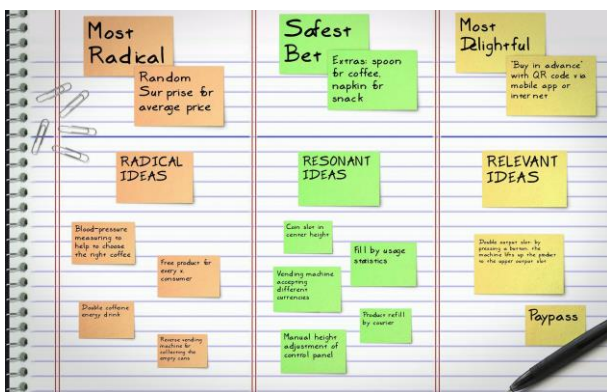 Most
Radical
Random
Surprise for
average price
Safest
Bet
Extras: spoon
for coffee,
napkin for
snack
Most
Delightful
"Buy in advance"
with QR code via
mobile app or
internet
RADICAL
IDEAS
RESONANT
IDEAS
RELEVANT
IDEAS
Blood-pressure
measuring to
help to choose
the right coffee
Free product for
every x.
consumer
Double caffeine
energy drink
Reverse vending
machine for
collecting the
empty cans
Coin slot in
center height
Fill by usage
statistics
Vending machine
accepting
different
currencies
Product refill
by courier
Manual height
adjustment of
control panel
Double output slot: by
pressing a button, the
machine lifts up the product
to the upper output slot
Paypass